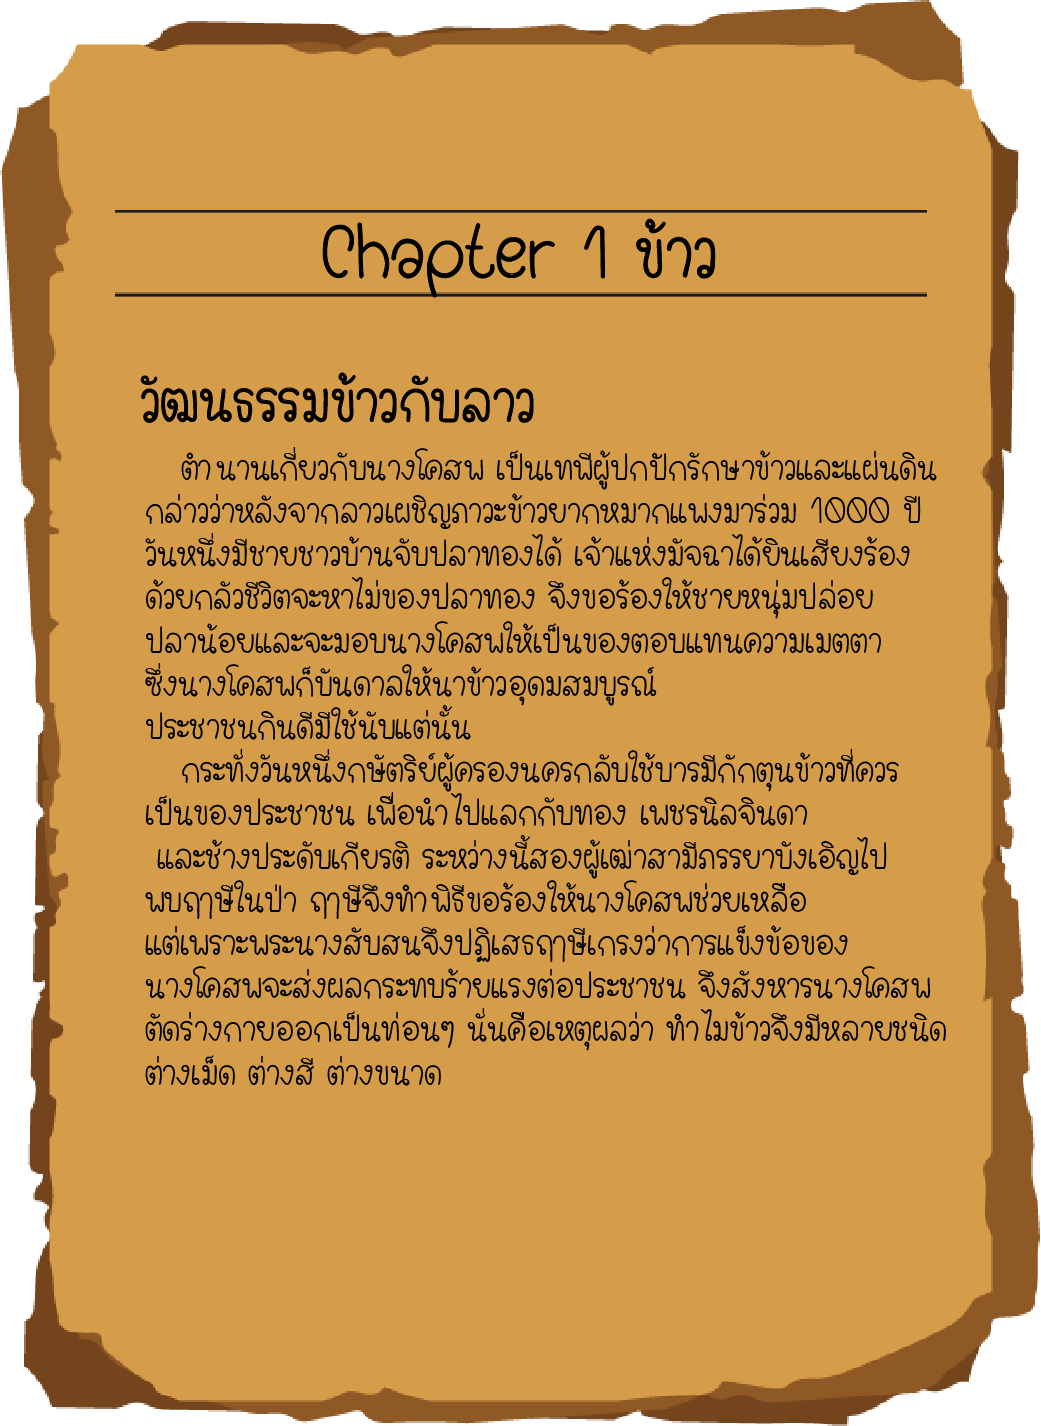 Chapter 1 ข้าว
วัฒนธรรมข้าวกับลาว
ตำนานเกี่ยวกับนางโคสพ เป็นเทพีผู้ปกปักรักษาข้าวและแผ่นดิน
กล่าวว่าหลังจากลาวเผชิญภาวะข้าวยากหมากแพงมาร่วม 1000 ปี
วันหนึ่งมีชายชาวบ้านจับปลาทองได้ เจ้าแห่งมัจฉาได้ยินเสียงร้อง
ด้วยกลัวชีวิตจะหาไม่ของปลาทอง จึงขอร้องให้ชายหนุ่มปล่อย
ปลาน้อยและจะมอบนางโคสพให้เป็นของตอบแทนความเมตตา
ซึ่งนางโคสพก็บันดาลให้นาข้าวอุดมสมบูรณ์
ประชาชนกินดีมีใช้นับแต่นั้น
กระทั่งวันหนึ่งกษัตริย์ผู้ครองนครกลับใช้บารมีกักตุนข้าวที่ควร
เป็นของประชาชน เพื่อนำไปแลกกับทอง เพชรนิลจินดา
และช้างประดับเกียรติ ระหว่างนี้สองผู้เฒ่าสามีภรรยาบังเอิญไป
พบฤาษีในป่า ฤาษีจึงทำพิธีขอร้องให้นางโคสพช่วยเหลือ
แต่เพราะพระนางสับสนจึงปฏิเสธฤาษีเกรงว่าการแข็งข้อของ
นางโคสพจะส่งผลกระทบร้ายแรงต่อประชาชน จึงสังหารนางโคสพ
ตัดร่างกายออกเป็นท่อนๆ นั่นคือเหตุผลว่า ทำไมข้าวจึงมีหลายชนิด
ต่างเม็ด ต่างสี ต่างขนาด